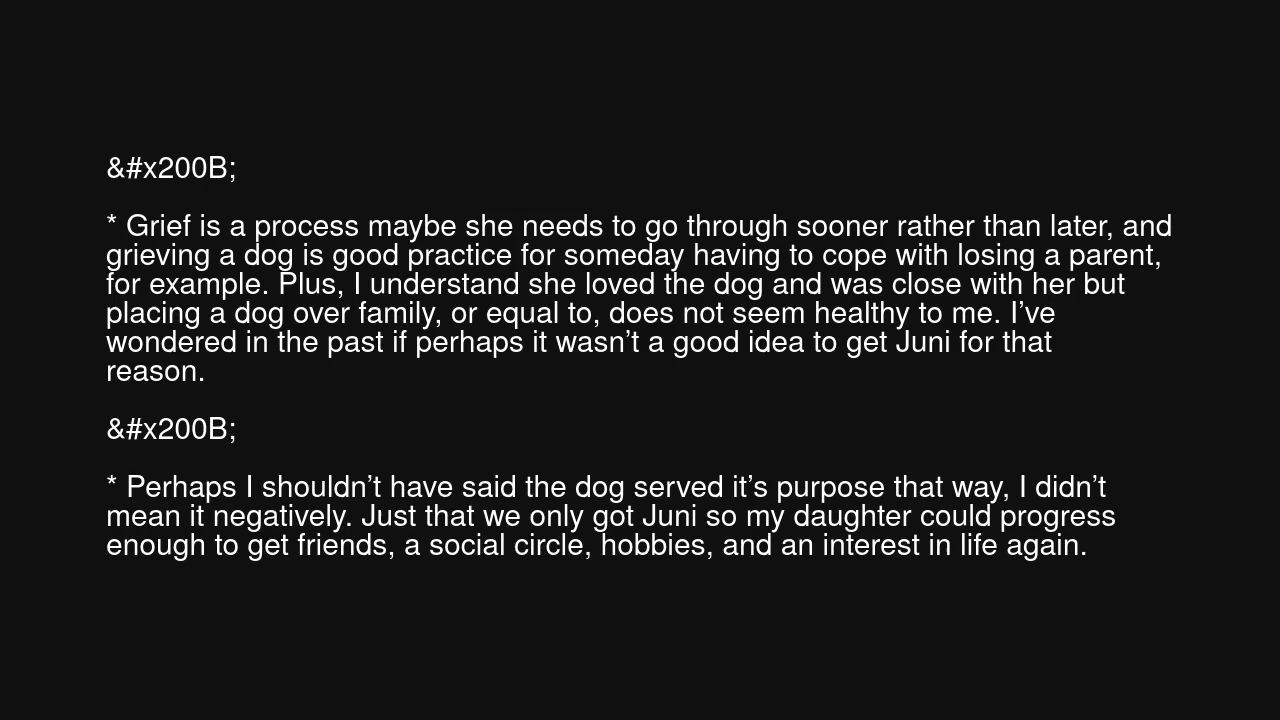 &#x200B;
* Grief is a process maybe she needs to go through sooner rather than later, and
grieving a dog is good practice for someday having to cope with losing a parent,
for example. Plus, I understand she loved the dog and was close with her but
placing a dog over family, or equal to, does not seem healthy to me. I’ve
wondered in the past if perhaps it wasn’t a good idea to get Juni for that
reason.
&#x200B;
* Perhaps I shouldn’t have said the dog served it’s purpose that way, I didn’t
mean it negatively. Just that we only got Juni so my daughter could progress
enough to get friends, a social circle, hobbies, and an interest in life again.